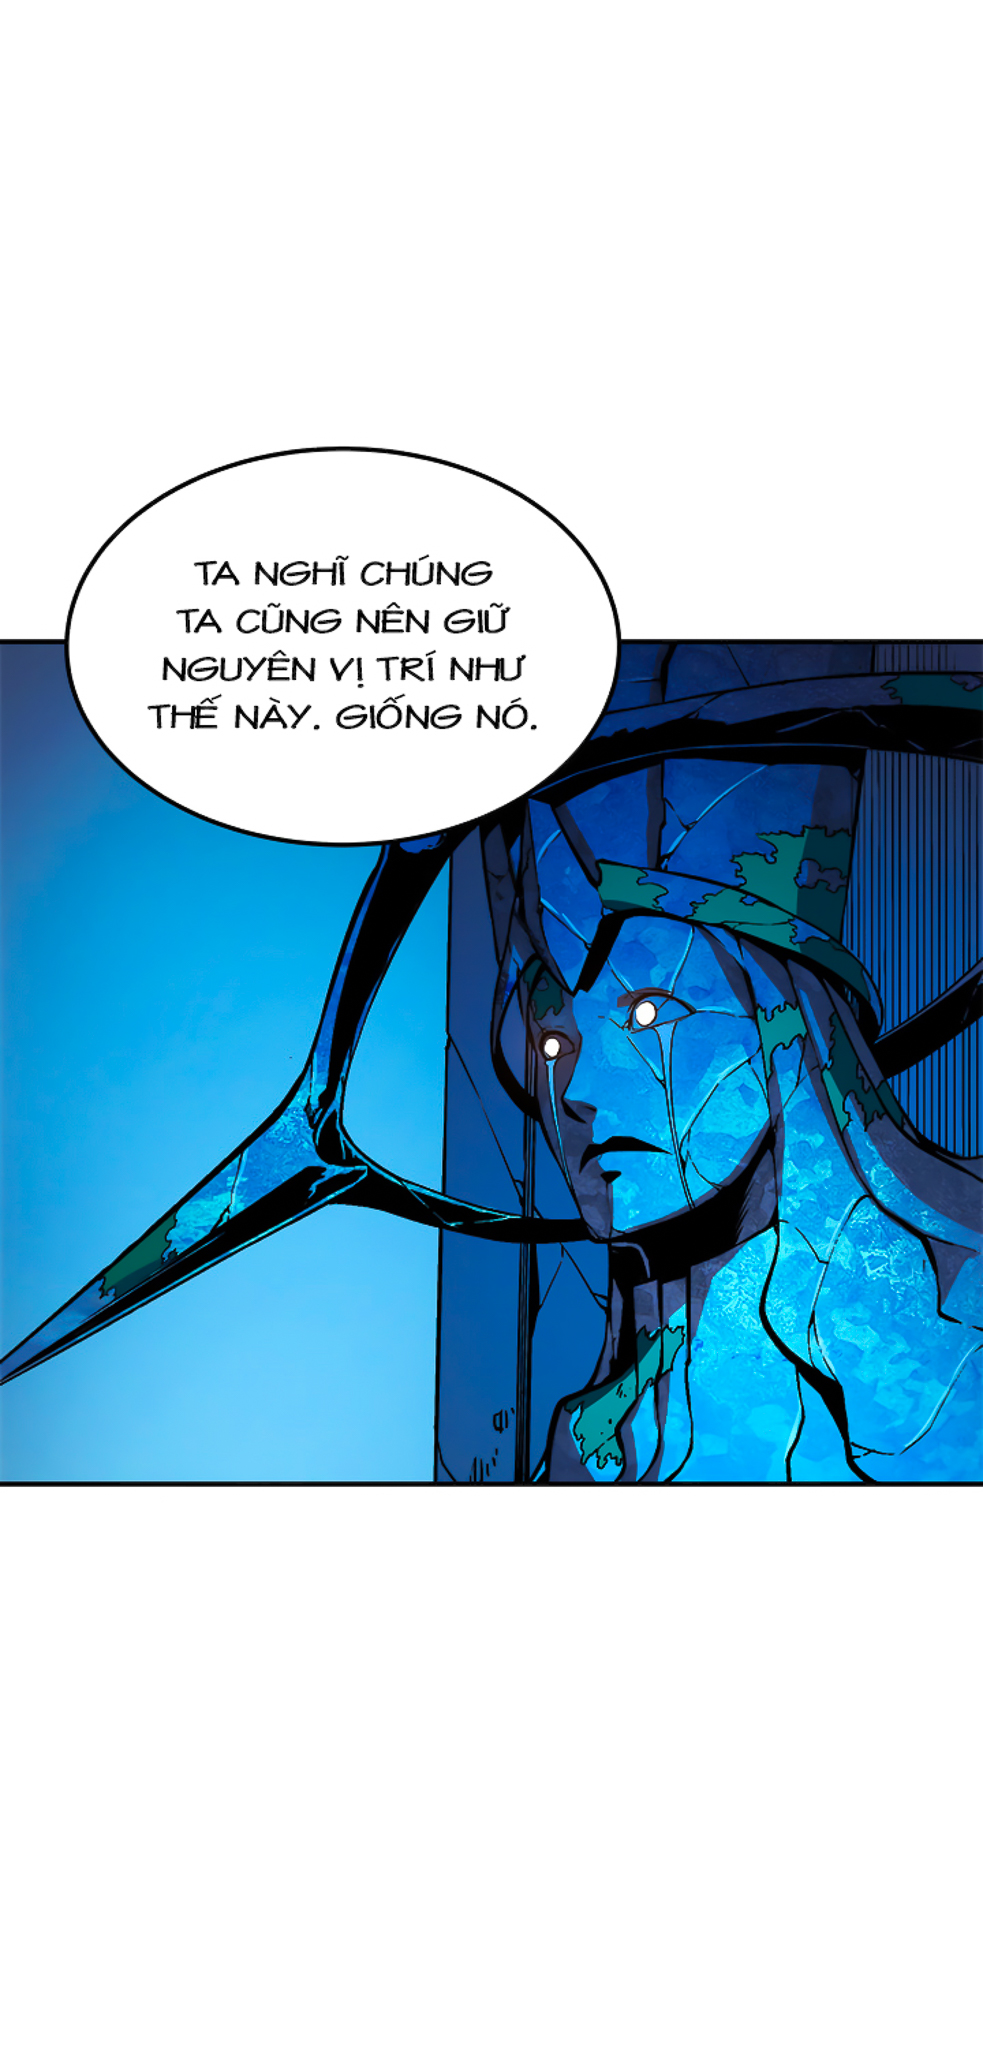 TA NGHĨ CHÚNG
TA CŨNG NÊN GIỮ
NGUYÊN VỊ TRÍ NHƯ
THẾ NÀY. GIỐNG NÓ.